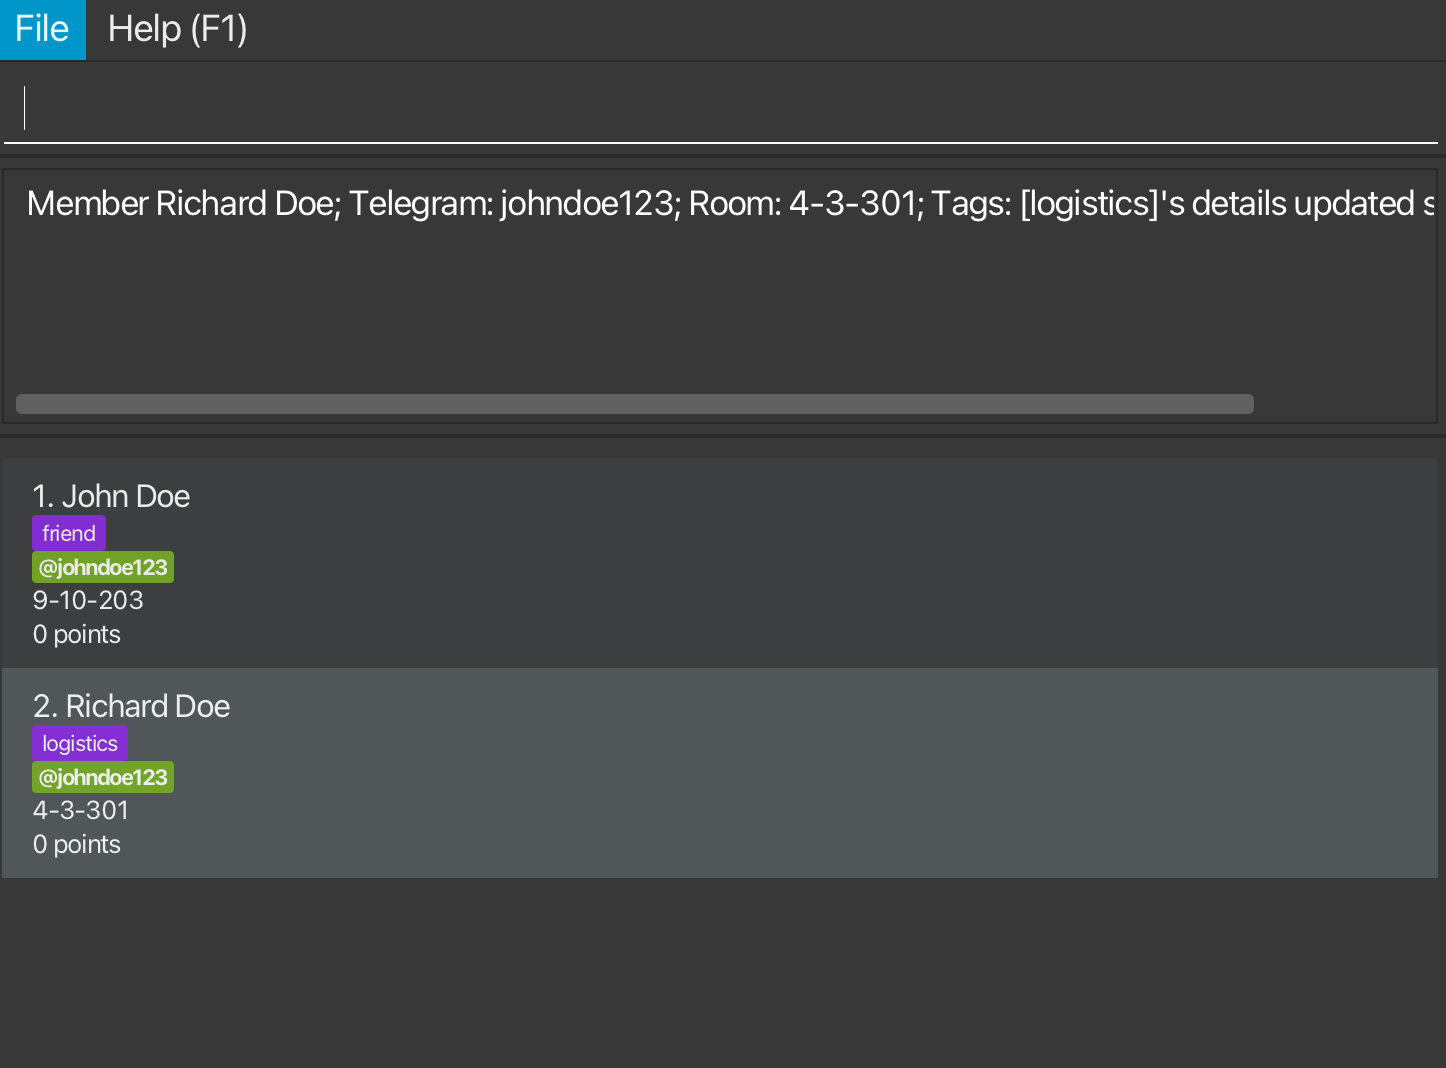 File Help (F1)
Member Richard Doe; Telegram: johndoe123; Room: 4-3-301; Tags: [logistics]'s details updated
1. John Doe
friend
@johndoe123
9-10-203
0 points
2. Richard Doe
logistics
@johndoe123
4-3-301
0 points